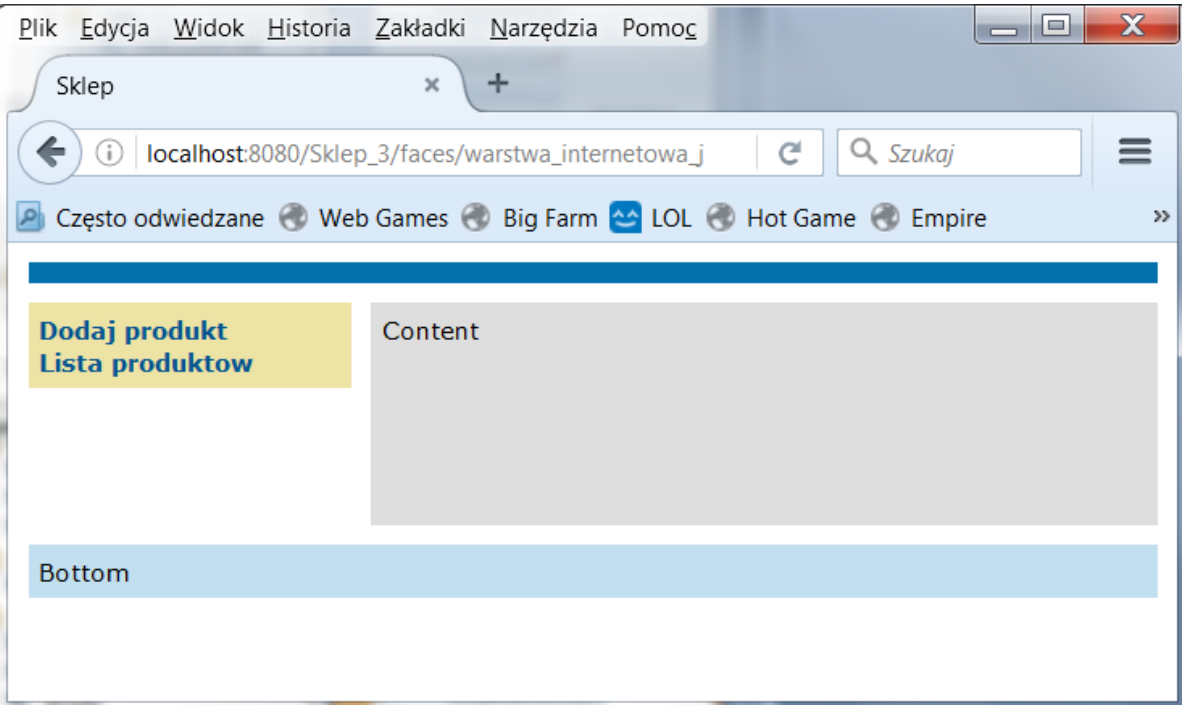 Plik Edycja Widok Historia Zakładki Narzędzia Pomoc
Sklep
localhost:8080/Sklep_3/faces/warstwa_internetowa_j
Szukaj
Często odwiedzane Web Games Big Farm LOL Hot Game Empire
Dodaj produkt
Lista produktow
Content
Bottom